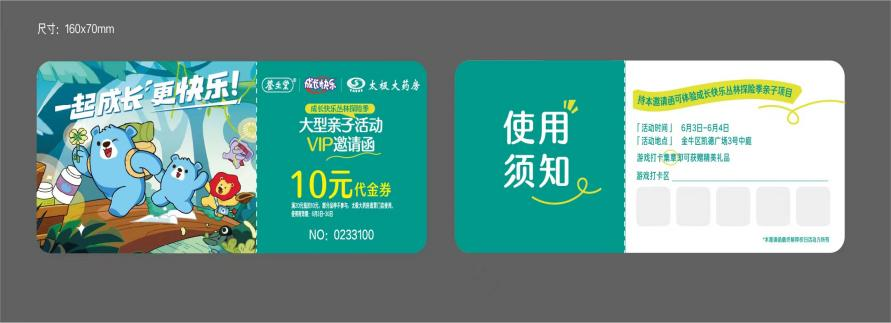 尺寸：160x70mm
一起成长 更快乐！
養生堂 成长快乐 太极大药房
成长快乐丛林探险季
大型亲子活动
VIP邀请函
10元代金券
NO：0233100
使用
须知
持本邀请函可体验成长快乐丛林探险季亲子项目
「活动时间」 6月3日-6月4日
「活动地点」 金牛区凯德广场3号中庭
游戏打卡集章即可获赠精美礼品
游戏打卡区
*本邀请函最终解释权归活动方所有